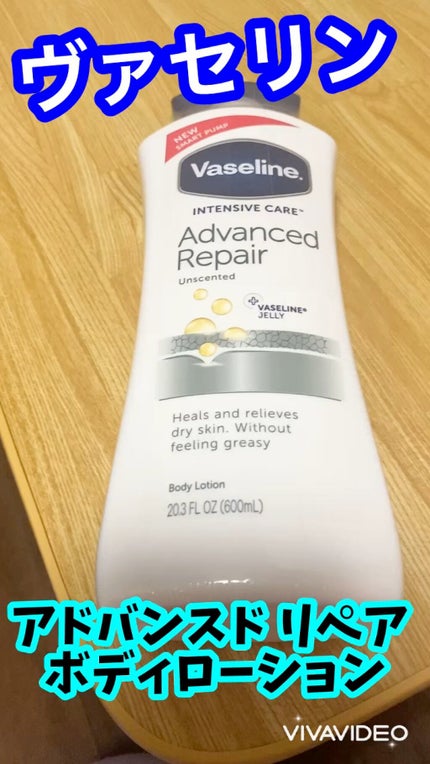 ヴァセリン
NEW
SMART PUMP
Vaseline.
INTENSIVE CARE™
Advanced
Repair
Unscented
VASELINE®
JELLY
Heals and relieves
dry skin. Without
feeling greasy
Body Lotion
20.3 FL OZ (600mL)
アドバンスド リペア
ボディローション
VIVAVIDEO